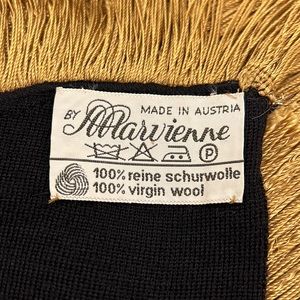 MADE IN AUSTRIA
BY Marvienne
P
100% reine schurwolle
100% virgin wool